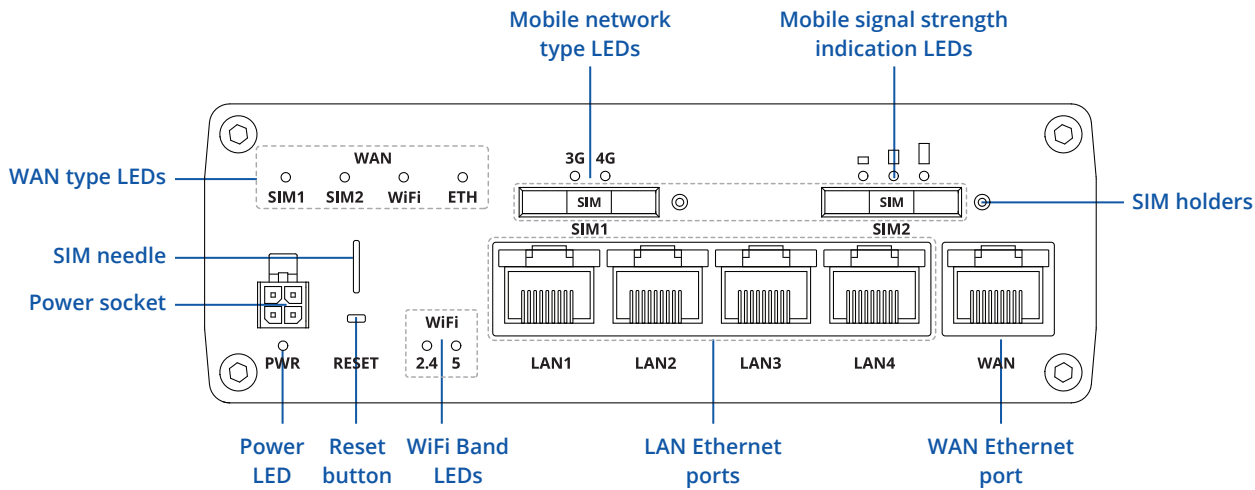 Mobile network
type LEDs
Mobile signal strength
indication LEDs
WAN type LEDs
WAN
SIM1 SIM2 WiFi ETH
3G 4G
SIM
SIM
SIM holders
SIM1
SIM2
SIM needle
Power socket
WiFi
2.4 5
PWR RESET
LAN1 LAN2 LAN3 LAN4 WAN
Power
LED
Reset
button
WiFi Band
LEDs
LAN Ethernet
ports
WAN Ethernet
port